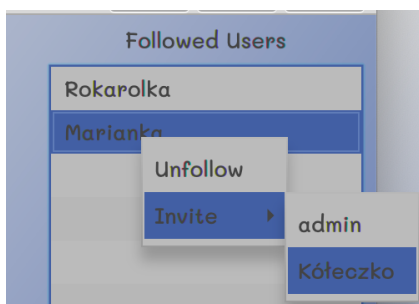 Followed Users
Rokarolka
Marianka
Unfollow
Invite
admin
Kółeczko